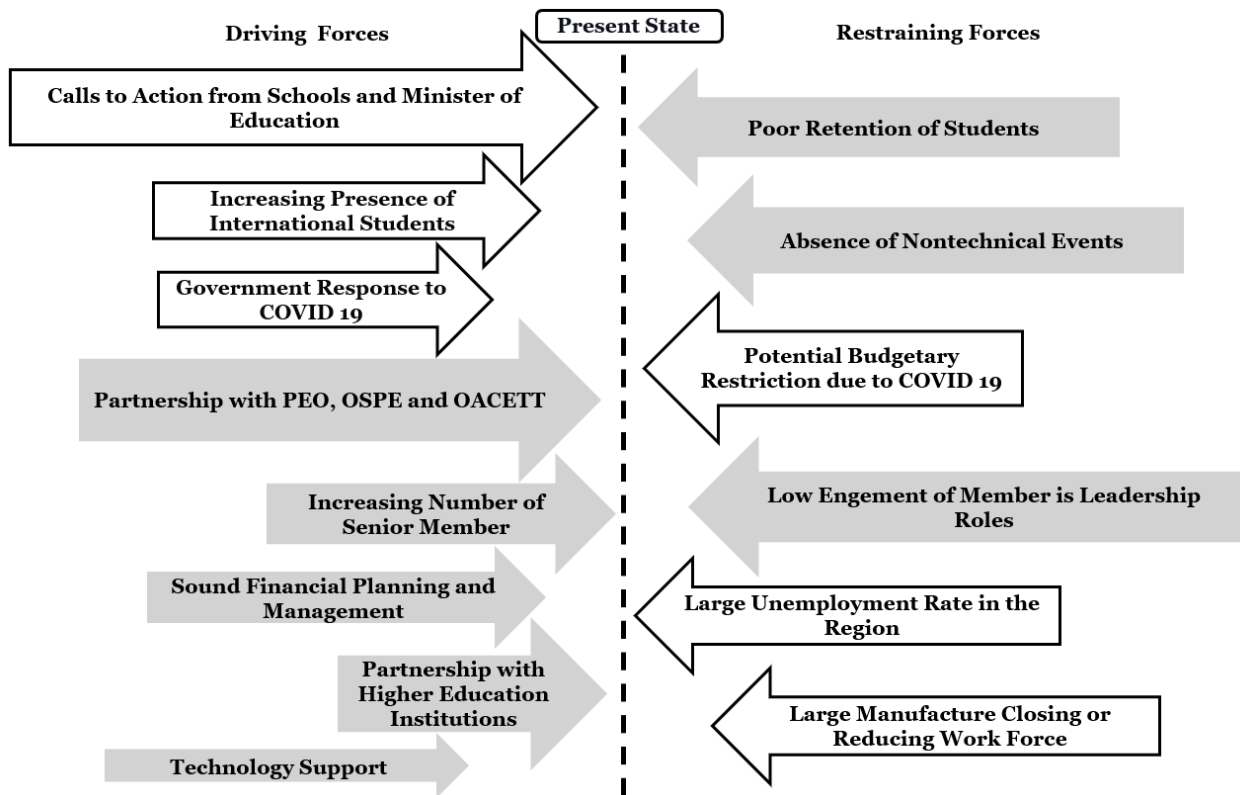 Driving Forces
Present State
Restraining Forces
Calls to Action from Schools and Minister of
Education
Increasing Presence of
International Students
Government Response to
COVID 19
Partnership with PEO, OSPE and OACETT
Increasing Number of
Senior Member
Sound Financial Planning and
Management
Partnership with
Higher Education
Institutions
Technology Support
Poor Retention of Students
Absence of Nontechnical Events
Potential Budgetary
Restriction due to COVID 19
Low Engement of Member is Leadership
Roles
Large Unemployment Rate in the
Region
Large Manufacture Closing or
Reducing Work Force